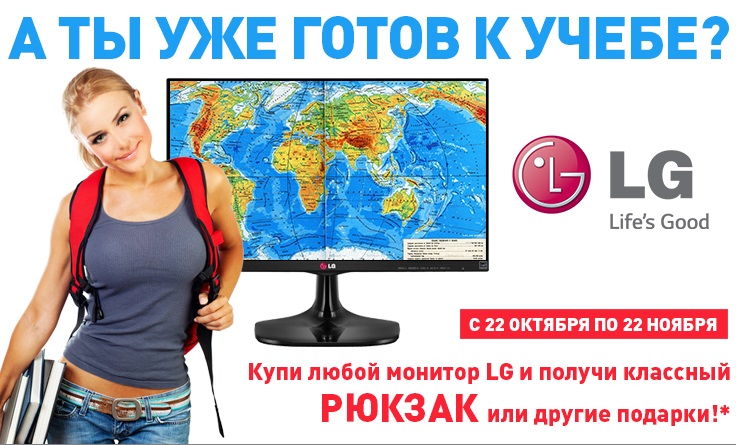 А ТЫ УЖЕ ГОТОВ К УЧЕБЕ?
LG
LG
Life's Good
LG
С 22 ОКТЯБРЯ ПО 22 НОЯБРЯ
Купи любой монитор LG и получи классный
РЮКЗАК или другие подарки!*